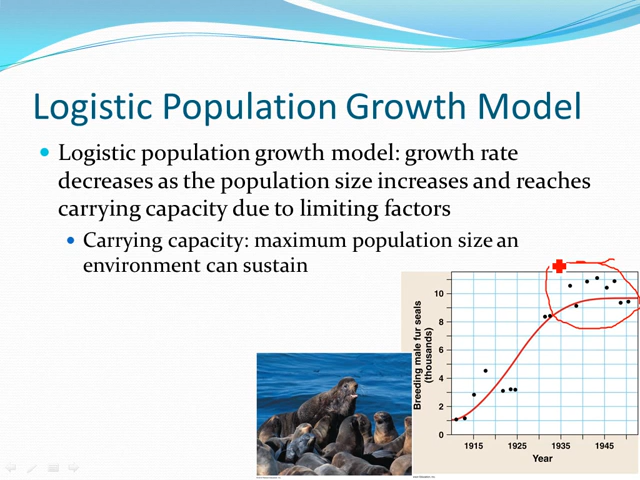 Logistic Population Growth Model
Logistic population growth model: growth rate
decreases as the population size increases and reaches
carrying capacity due to limiting factors
Carrying capacity: maximum population size an
environment can sustain
Breeding male fur seals
(thousands)
10
8
6
4
2
0
1915 1925 1935 1945
Year